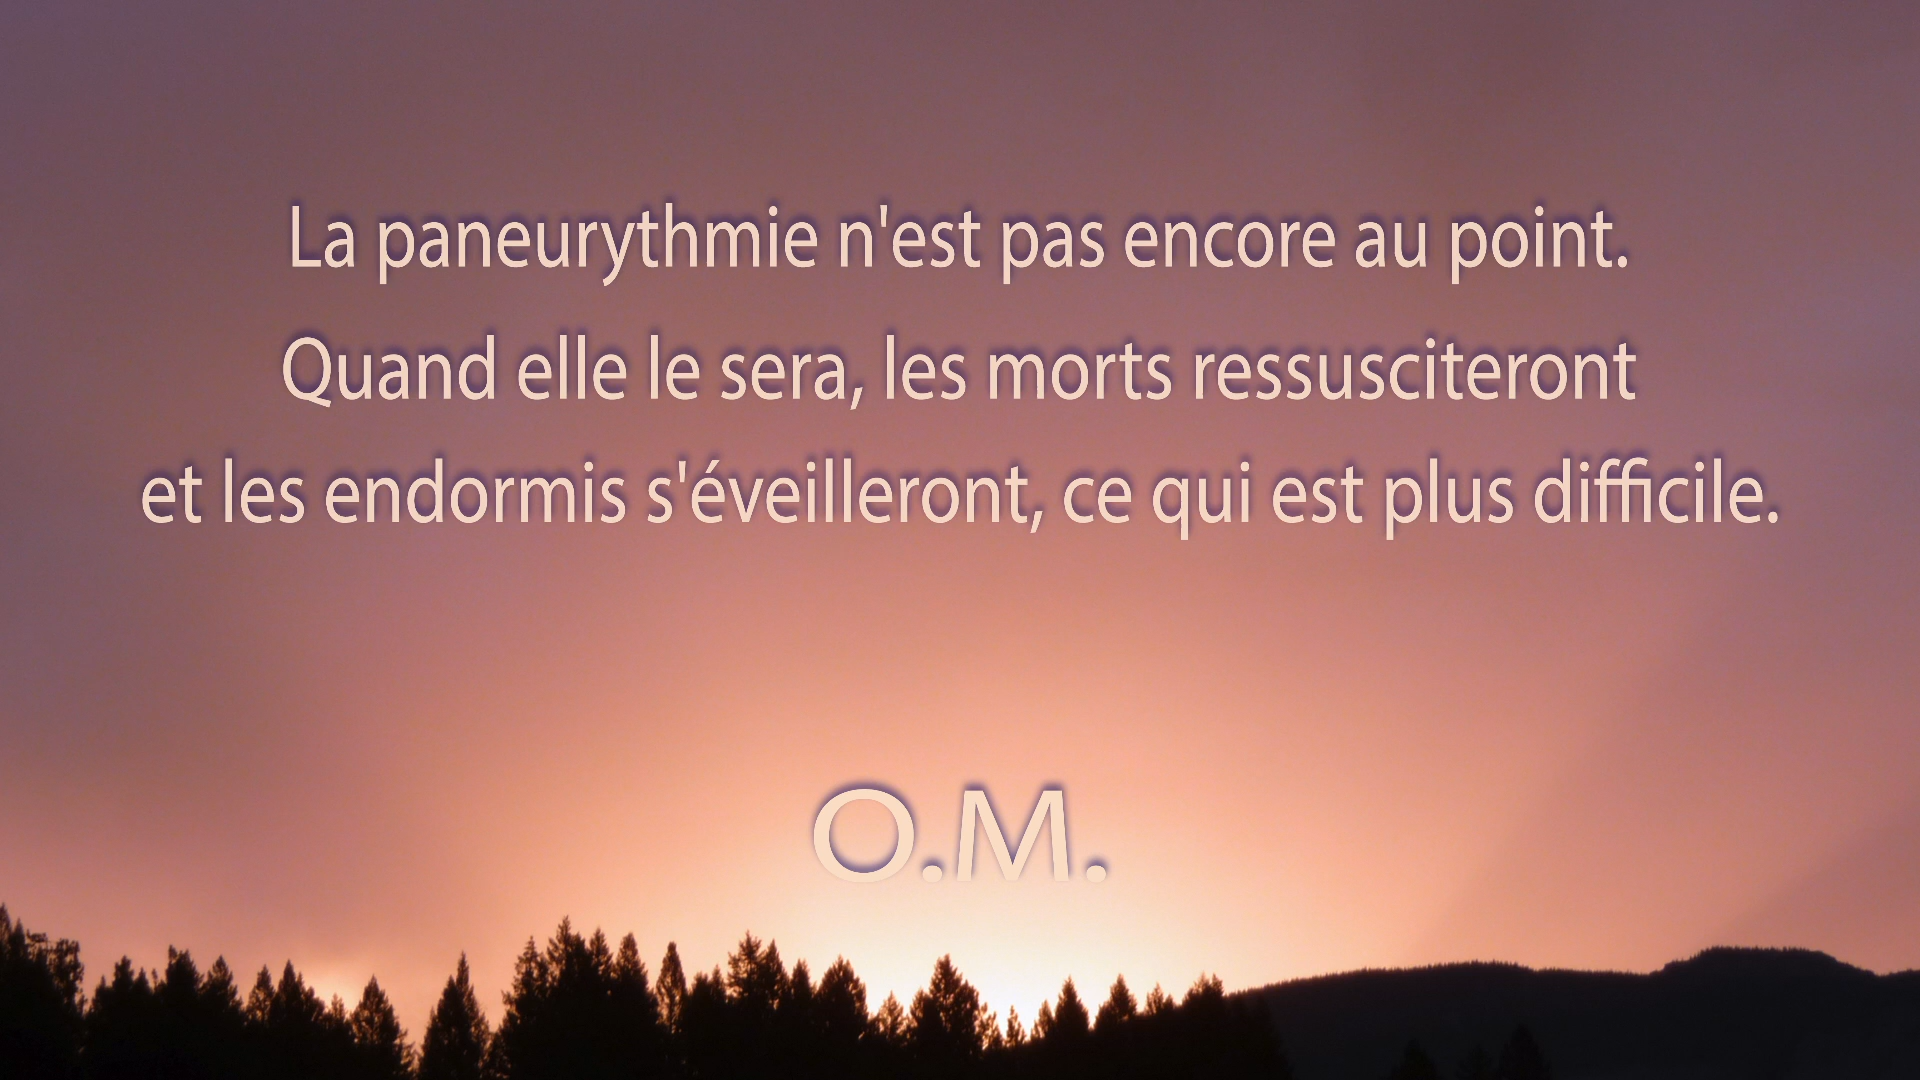 La paneurythmie n'est pas encore au point.
Quand elle le sera, les morts ressusciteront
et les endormis s'éveilleront, ce qui est plus difficile.
O.M.